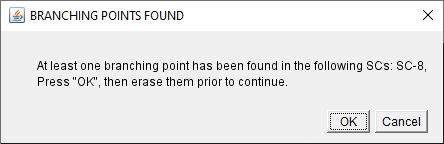 BRANCHING POINTS FOUND
At least one branching point has been found in the following SCs: SC-8,
Press "OK", then erase them prior to continue.
OK
Cancel